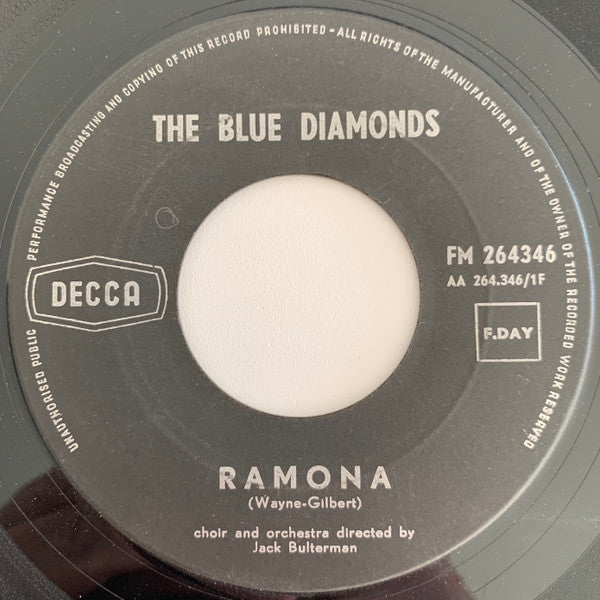 UNAUTHORISED PUBLIC PERFORMANCE BROADCASTING AND COPYING OF THIS RECORD PROHIBITED - ALL RIGHTS OF THE MANUFACTURER AND OF THE OWNER OF THE RECORDED WORK RESERVED
THE BLUE DIAMONDS
DECCA
FM 264346
AA 264.346/1F
F.DAY
RAMONA
(Wayne-Gilbert)
choir and orchestra directed by
Jack Bulterman